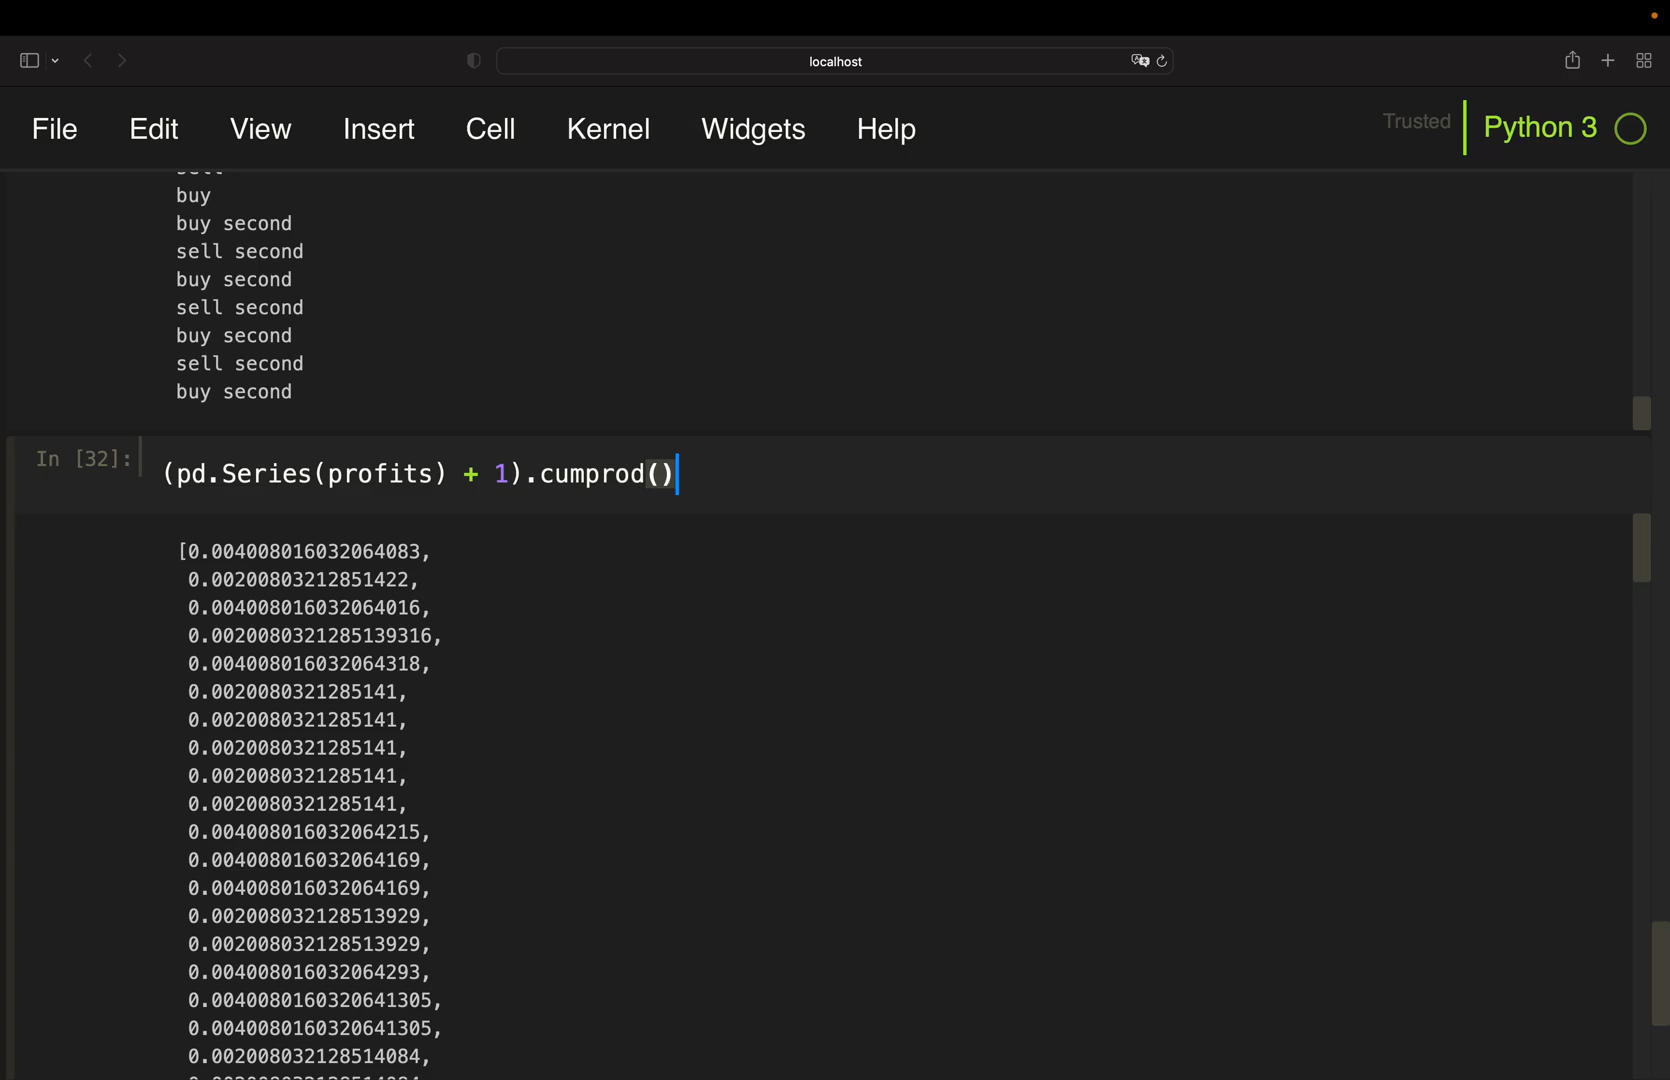 localhost
File Edit View Insert Cell Kernel Widgets Help
Trusted Python 3
sell
buy
buy second
sell second
buy second
sell second
buy second
sell second
buy second
In [32]:
(pd.Series(profits) + 1).cumprod()
[0.004008016032064083,
0.00200803212851422,
0.004008016032064016,
0.0020080321285139316,
0.004008016032064318,
0.0020080321285141,
0.0020080321285141,
0.0020080321285141,
0.0020080321285141,
0.0020080321285141,
0.004008016032064215,
0.004008016032064169,
0.004008016032064169,
0.002008032128513929,
0.002008032128513929,
0.004008016032064293,
0.0040080160320641305,
0.0040080160320641305,
0.002008032128514084,